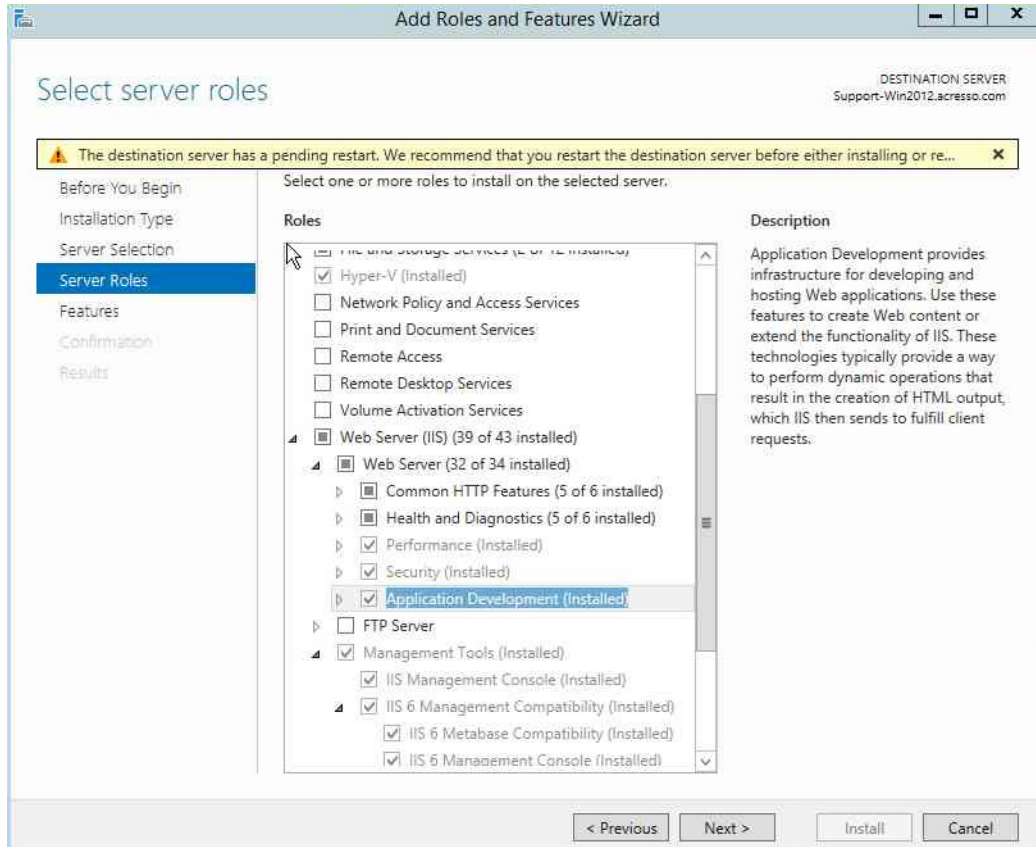 Add Roles and Features Wizard
Select server roles
DESTINATION SERVER
Support-Win2012.acresso.com
The destination server has a pending restart. We recommend that you restart the destination server before either installing or re...
Before You Begin
Installation Type
Server Selection
Server Roles
Features
Confirmation
Results
Select one or more roles to install on the selected server.
Roles
File and Storage Services (2 of 12 installed)
Hyper-V (Installed)
Network Policy and Access Services
Print and Document Services
Remote Access
Remote Desktop Services
Volume Activation Services
Web Server (IIS) (39 of 43 installed)
Web Server (32 of 34 installed)
Common HTTP Features (5 of 6 installed)
Health and Diagnostics (5 of 6 installed)
Performance (Installed)
Security (Installed)
Application Development (Installed)
FTP Server
Management Tools (Installed)
IIS Management Console (Installed)
IIS 6 Management Compatibility (Installed)
IIS 6 Metabase Compatibility (Installed)
IIS 6 Management Console (Installed)
Description
Application Development provides
infrastructure for developing and
hosting Web applications. Use these
features to create Web content or
extend the functionality of IIS. These
technologies typically provide a way
to perform dynamic operations that
result in the creation of HTML output,
which IIS then sends to fulfill client
requests.
< Previous
Next >
Install
Cancel